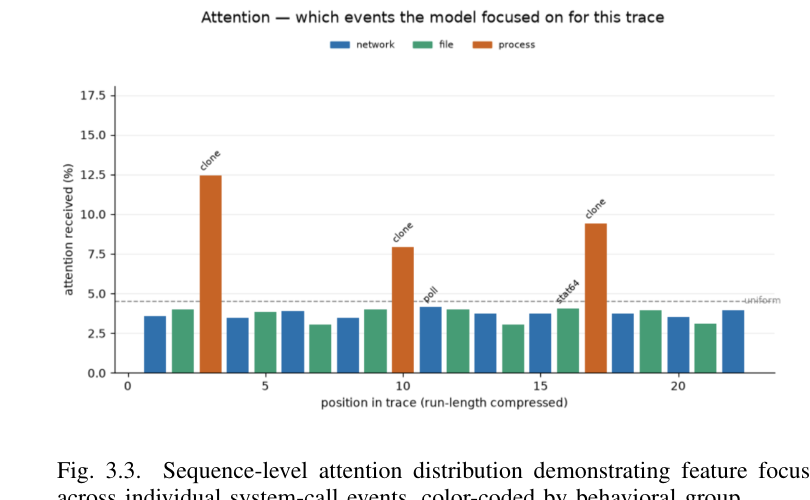 Attention — which events the model focused on for this trace
network file process
17.5
15.0
12.5
10.0
7.5
5.0
2.5
0.0
attention received (%)
clone
clone
poll
stat64
clone
uniform
0 5 10 15 20
position in trace (run-length compressed)
Fig. 3.3. Sequence-level attention distribution demonstrating feature focus
across individual system-call events, color-coded by behavioral group.